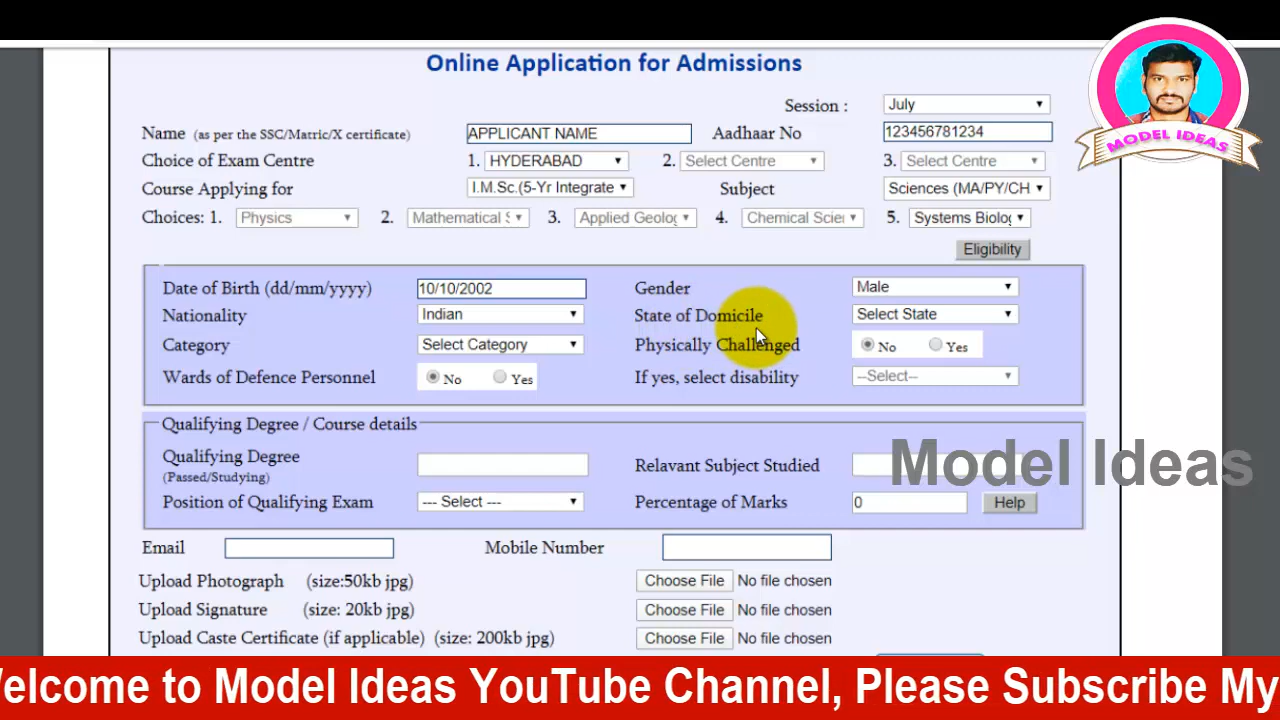 Online Application for Admissions
Session : July
Name (as per the SSC/Matric/X certificate) APPLICANT NAME Aadhaar No 123456781234
MODEL IDEAS
Choice of Exam Centre 1. HYDERABAD 2. Select Centre 3. Select Centre
Course Applying for I.M.Sc.(5-Yr Integrate Subject Sciences (MA/PY/CH
Choices: 1. Physics 2. Mathematical S 3. Applied Geolog 4. Chemical Scien 5. Systems Biolog
Eligibility
Date of Birth (dd/mm/yyyy) 10/10/2002 Gender Male
Nationality Indian State of Domicile Select State
Category Select Category Physically Challenged No Yes
Wards of Defence Personnel No Yes If yes, select disability --Select--
Qualifying Degree / Course details
Qualifying Degree Relavant Subject Studied
(Passed/Studying)
Model Ideas
Position of Qualifying Exam --- Select --- Percentage of Marks 0 Help
Email Mobile Number
Upload Photograph (size:50kb jpg) Choose File No file chosen
Upload Signature (size: 20kb jpg) Choose File No file chosen
Upload Caste Certificate (if applicable) (size: 200kb jpg) Choose File No file chosen
Welcome to Model Ideas YouTube Channel, Please Subscribe My